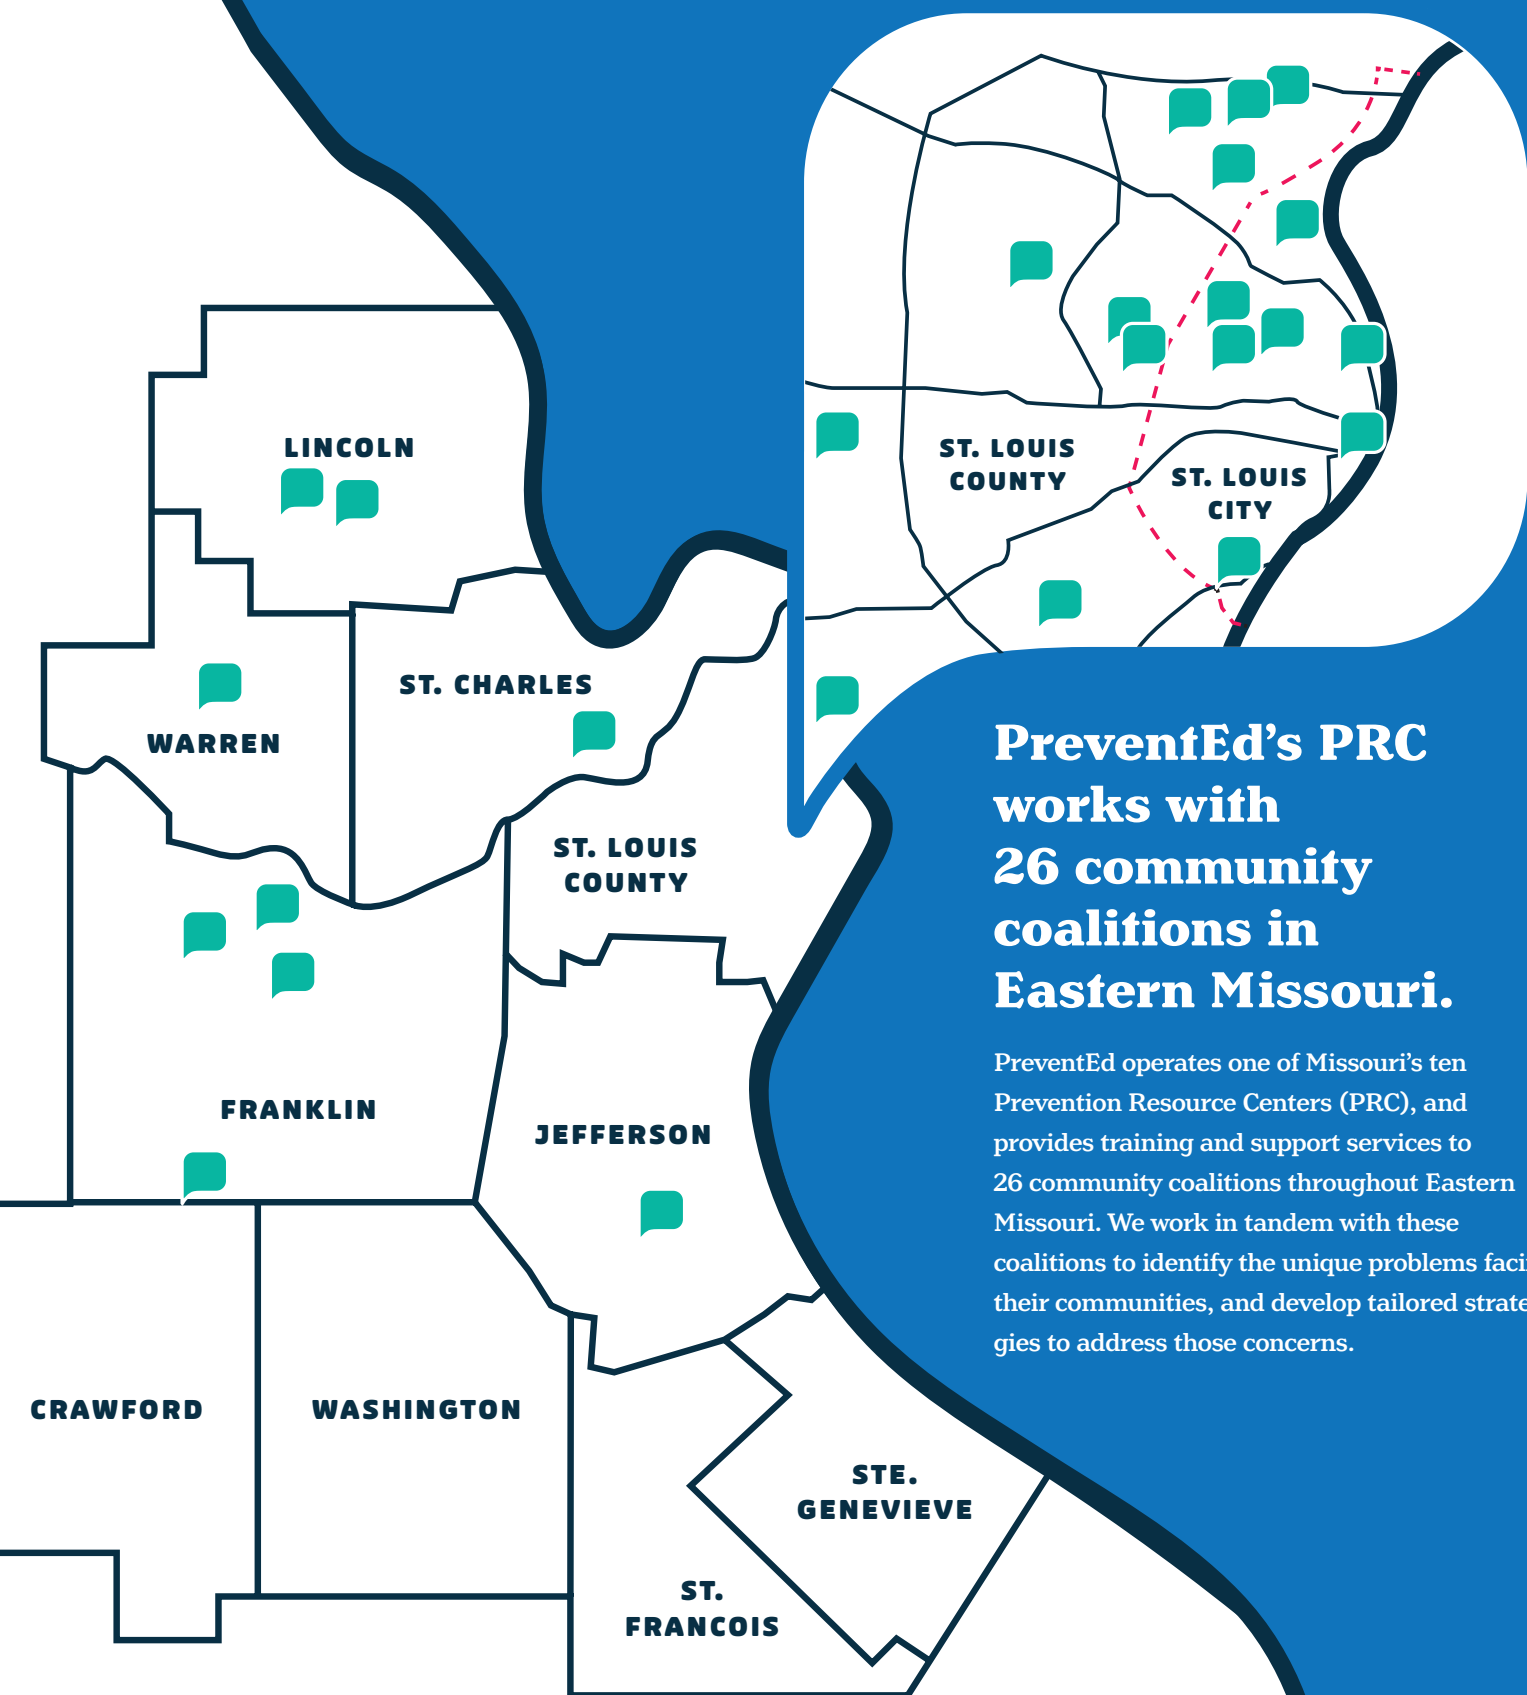 LINCOLN
ST. CHARLES
WARREN
ST. LOUIS
COUNTY
FRANKLIN
JEFFERSON
CRAWFORD
WASHINGTON
STE.
GENEVIEVE
ST.
FRANCOIS
ST. LOUIS
COUNTY
ST. LOUIS
CITY
PreventEd’s PRC
works with
26 community
coalitions in
Eastern Missouri.
PreventEd operates one of Missouri’s ten
Prevention Resource Centers (PRC), and
provides training and support services to
26 community coalitions throughout Eastern
Missouri. We work in tandem with these
coalitions to identify the unique problems faci
their communities, and develop tailored strate
gies to address those concerns.